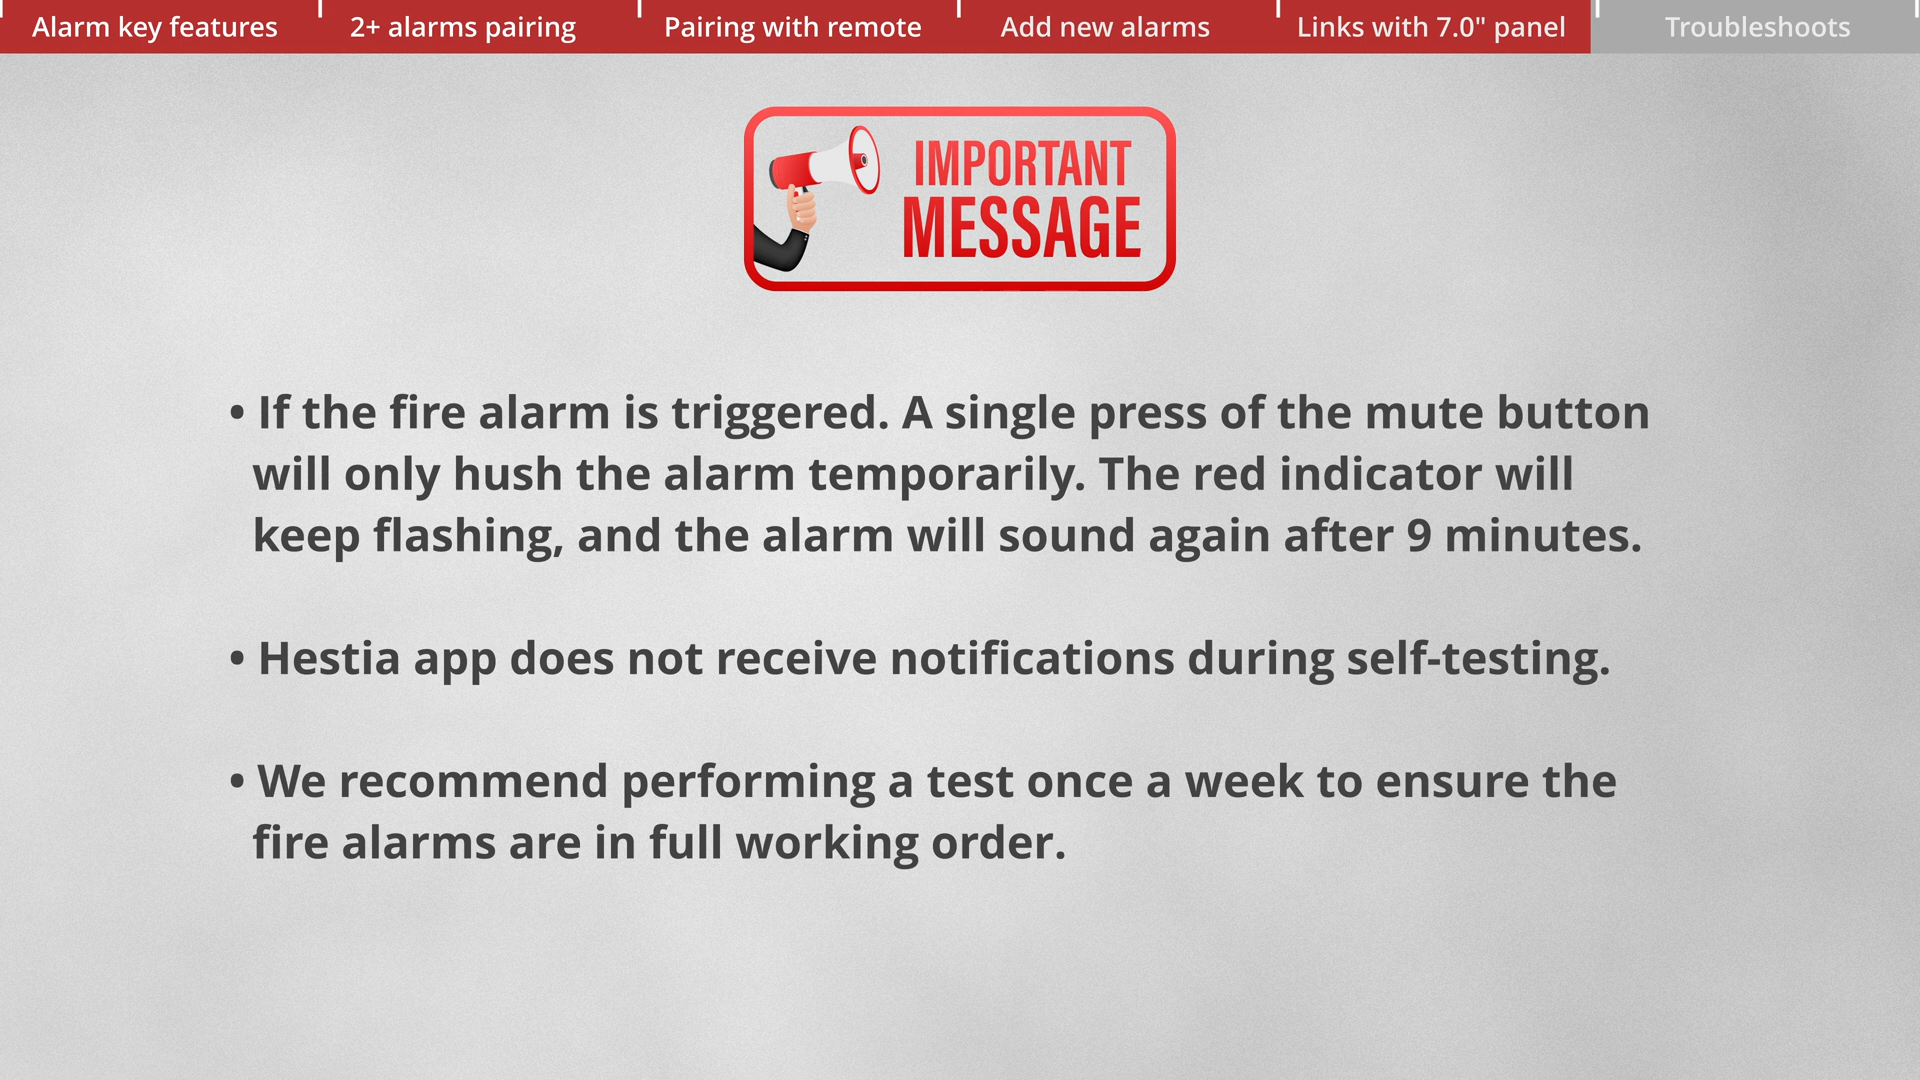 Alarm key features
2+ alarms pairing
Pairing with remote
Add new alarms
Links with 7.0" panel
Troubleshoots
IMPORTANT
MESSAGE
• If the fire alarm is triggered. A single press of the mute button
will only hush the alarm temporarily. The red indicator will
keep flashing, and the alarm will sound again after 9 minutes.
• Hestia app does not receive notifications during self-testing.
• We recommend performing a test once a week to ensure the
fire alarms are in full working order.